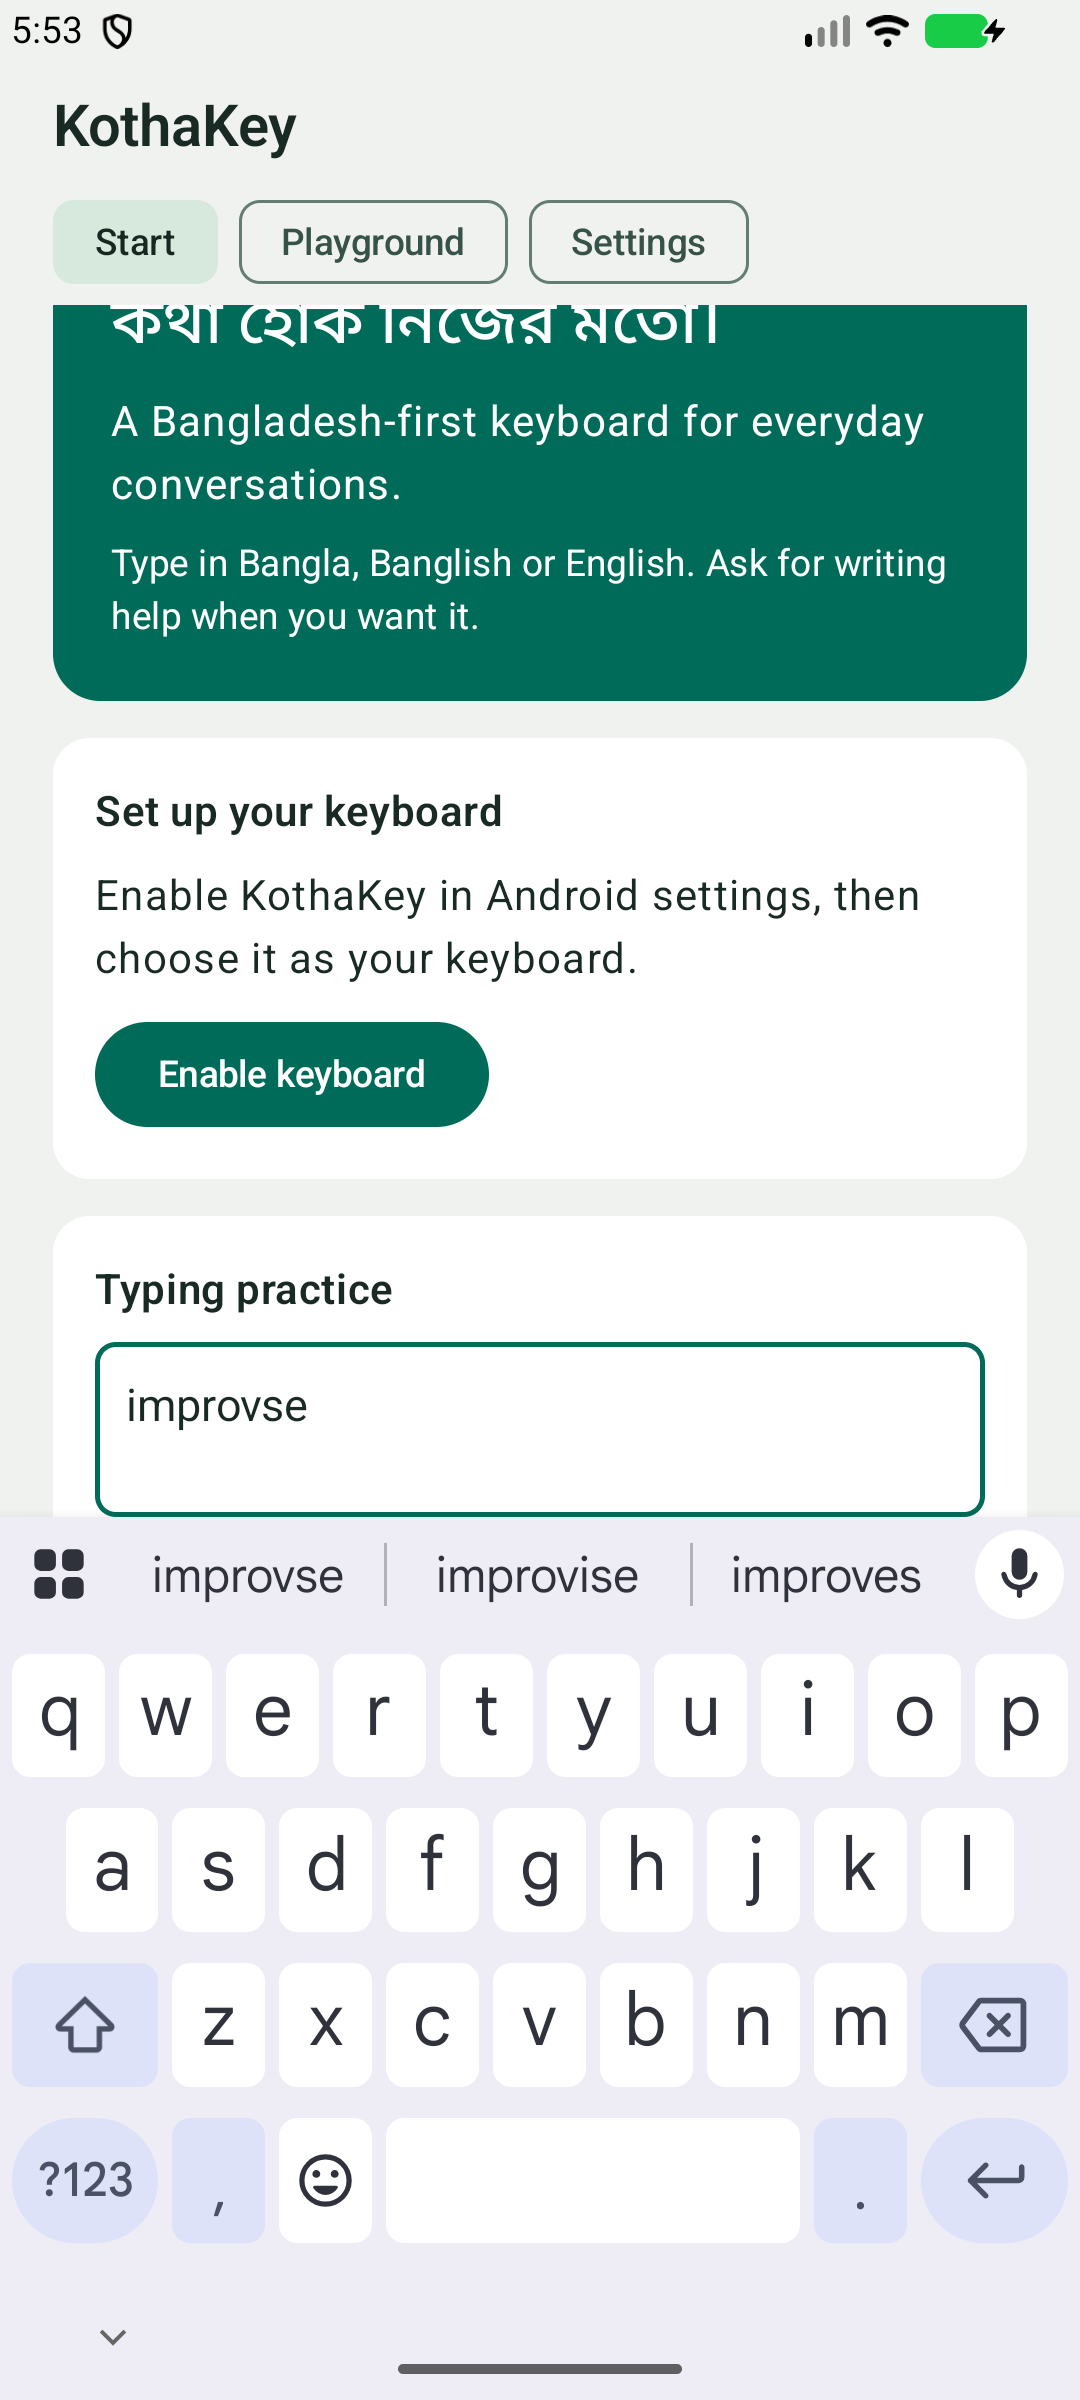 5:53
KothaKey
Start Playground Settings
কথা হোক নিজের মতো।
A Bangladesh-first keyboard for everyday
conversations.
Type in Bangla, Banglish or English. Ask for writing
help when you want it.
Set up your keyboard
Enable KothaKey in Android settings, then
choose it as your keyboard.
Enable keyboard
Typing practice
improvse
improvse improvise improves
q w e r t y u i o p
a s d f g h j k l
z x c v b n m
?123 , .